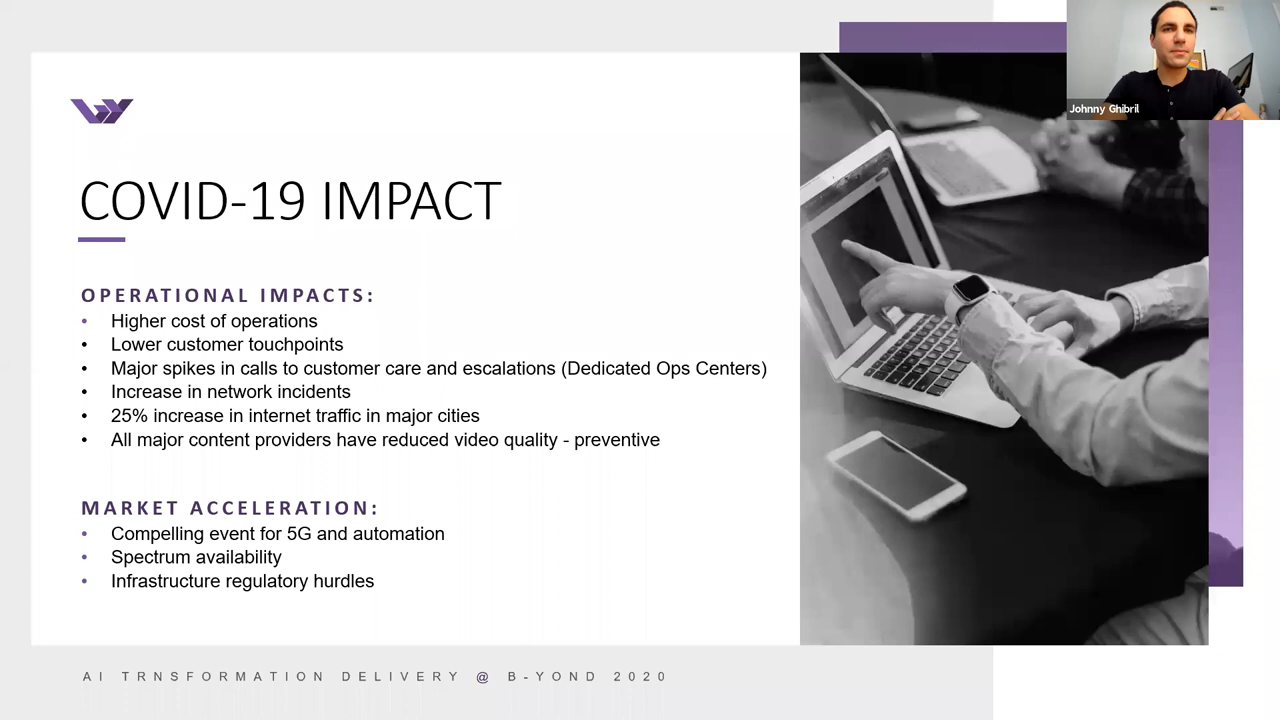 Johnny Ghibril
COVID-19 IMPACT
OPERATIONAL IMPACTS:
• Higher cost of operations
• Lower customer touchpoints
• Major spikes in calls to customer care and escalations (Dedicated Ops Centers)
• Increase in network incidents
• 25% increase in internet traffic in major cities
• All major content providers have reduced video quality - preventive
MARKET ACCELERATION:
• Compelling event for 5G and automation
• Spectrum availability
• Infrastructure regulatory hurdles
AI TRNSFORMATION DELIVERY @ B-YOND 2020